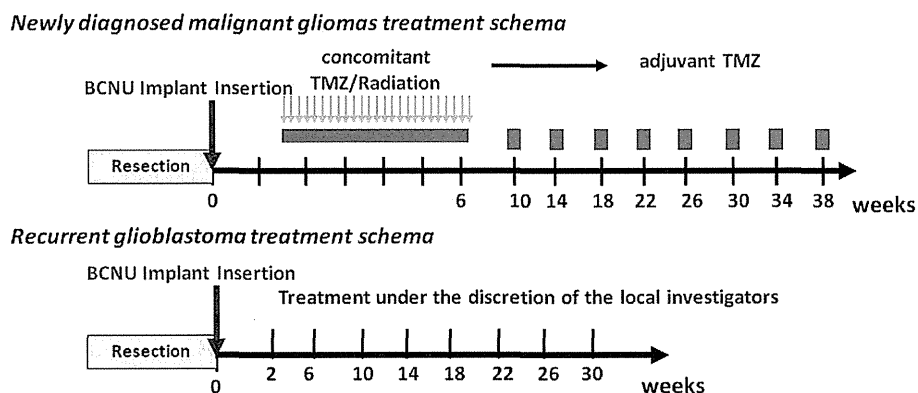 Newly diagnosed malignant gliomas treatment schema
concomitant
TMZ/Radiation
adjuvant TMZ
BCNU Implant Insertion
Resection
0 6 10 14 18 22 26 30 34 38 weeks
Recurrent glioblastoma treatment schema
BCNU Implant Insertion
Treatment under the discretion of the local investigators
Resection
0 2 6 10 14 18 22 26 30 weeks